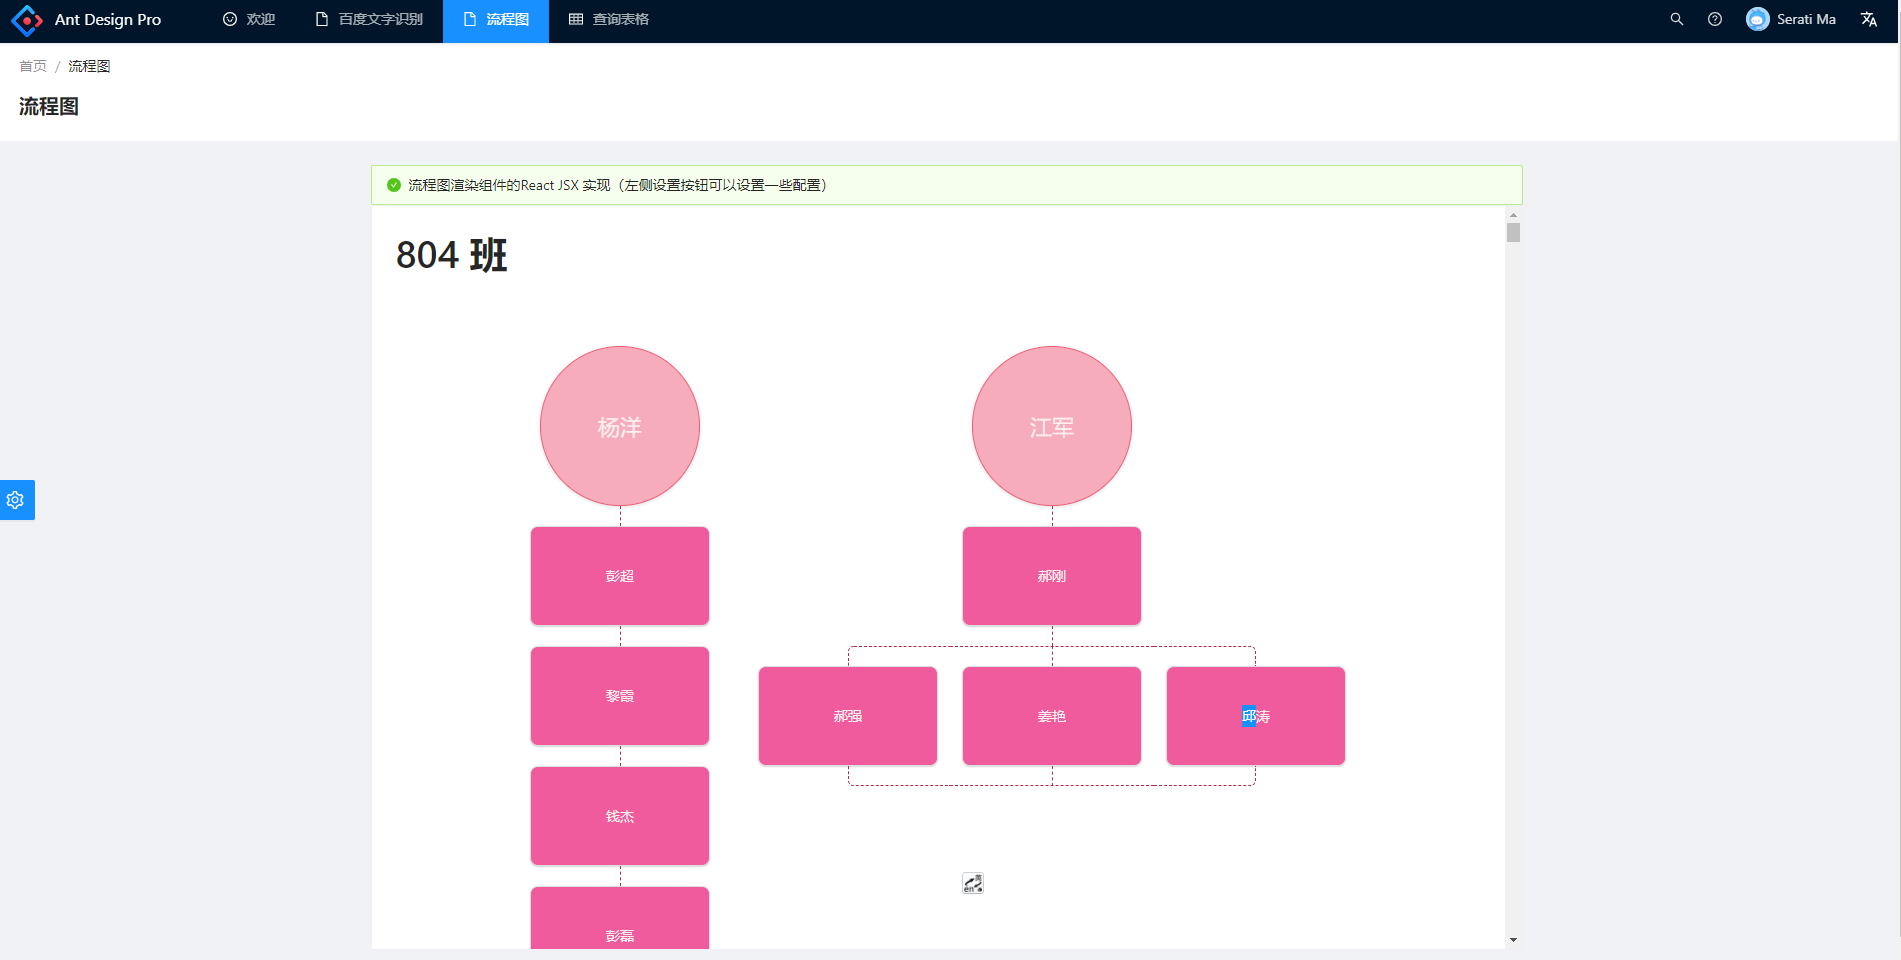 Ant Design Pro
欢迎
百度文字识别
流程图
查询表格
Serati Ma
首页 / 流程图
流程图
流程图渲染组件的React JSX 实现（左侧设置按钮可以设置一些配置）
804 班
杨洋
江军
彭超
郝刚
黎霞
郝强
姜艳
邱涛
钱杰
彭磊